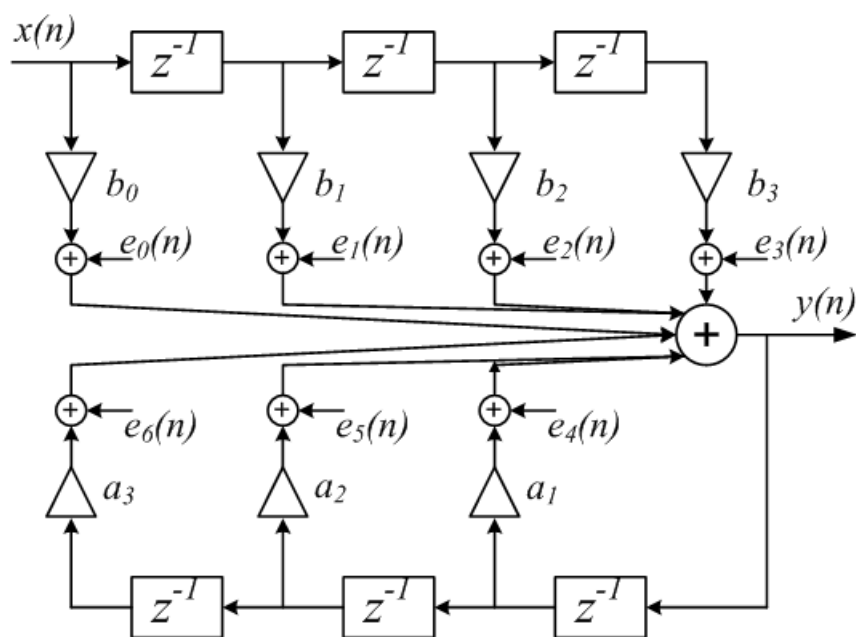 x(n)
z⁻¹ z⁻¹ z⁻¹
b₀ b₁ b₂ b₃
+ e₀(n) + e₁(n) + e₂(n) + e₃(n)
+ y(n)
+ e₆(n) + e₅(n) + e₄(n)
a₃ a₂ a₁
z⁻¹ z⁻¹ z⁻¹